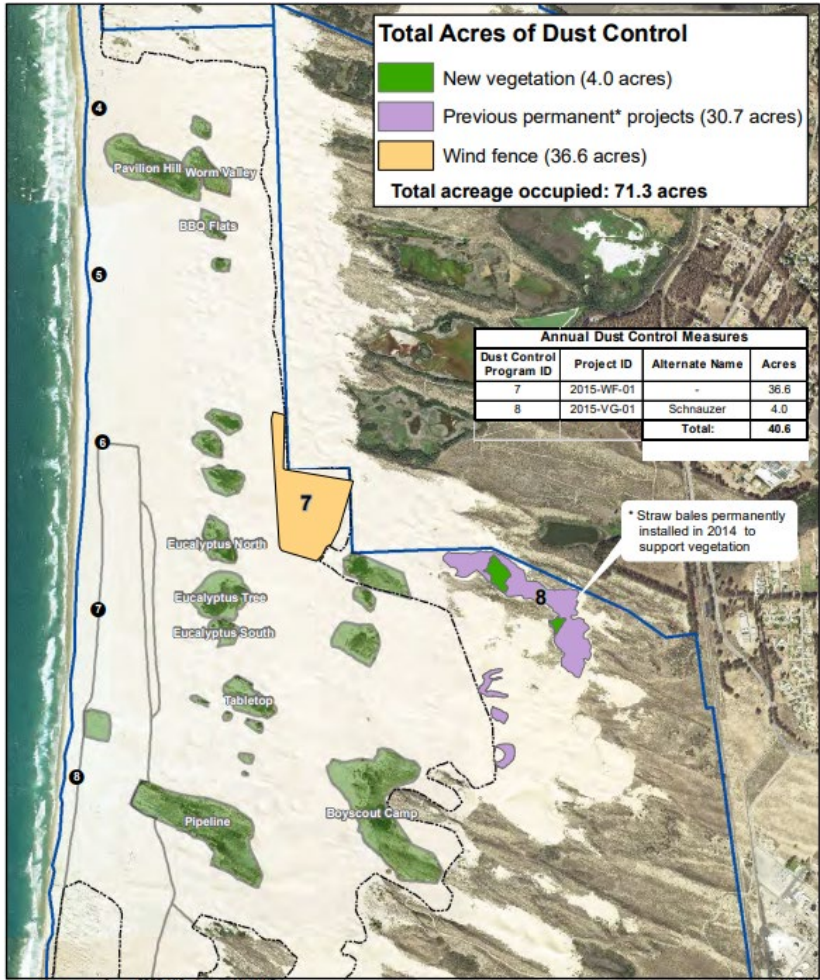 Total Acres of Dust Control
New vegetation (4.0 acres)
Previous permanent* projects (30.7 acres)
Wind fence (36.6 acres)
Total acreage occupied: 71.3 acres
4
Pavilion Hill
Worm Valley
BBQ Flats
5
Annual Dust Control Measures
Dust Control Program ID Project ID Alternate Name Acres
7 2015-WF-01 - 36.6
8 2015-VG-01 Schnauzer 4.0
Total: 40.6
6
7
* Straw bales permanently
installed in 2014 to
support vegetation
Eucalyptus North
8
Eucalyptus Tree
7
Eucalyptus South
Tabletop
8
Pipeline
Boyscout Camp